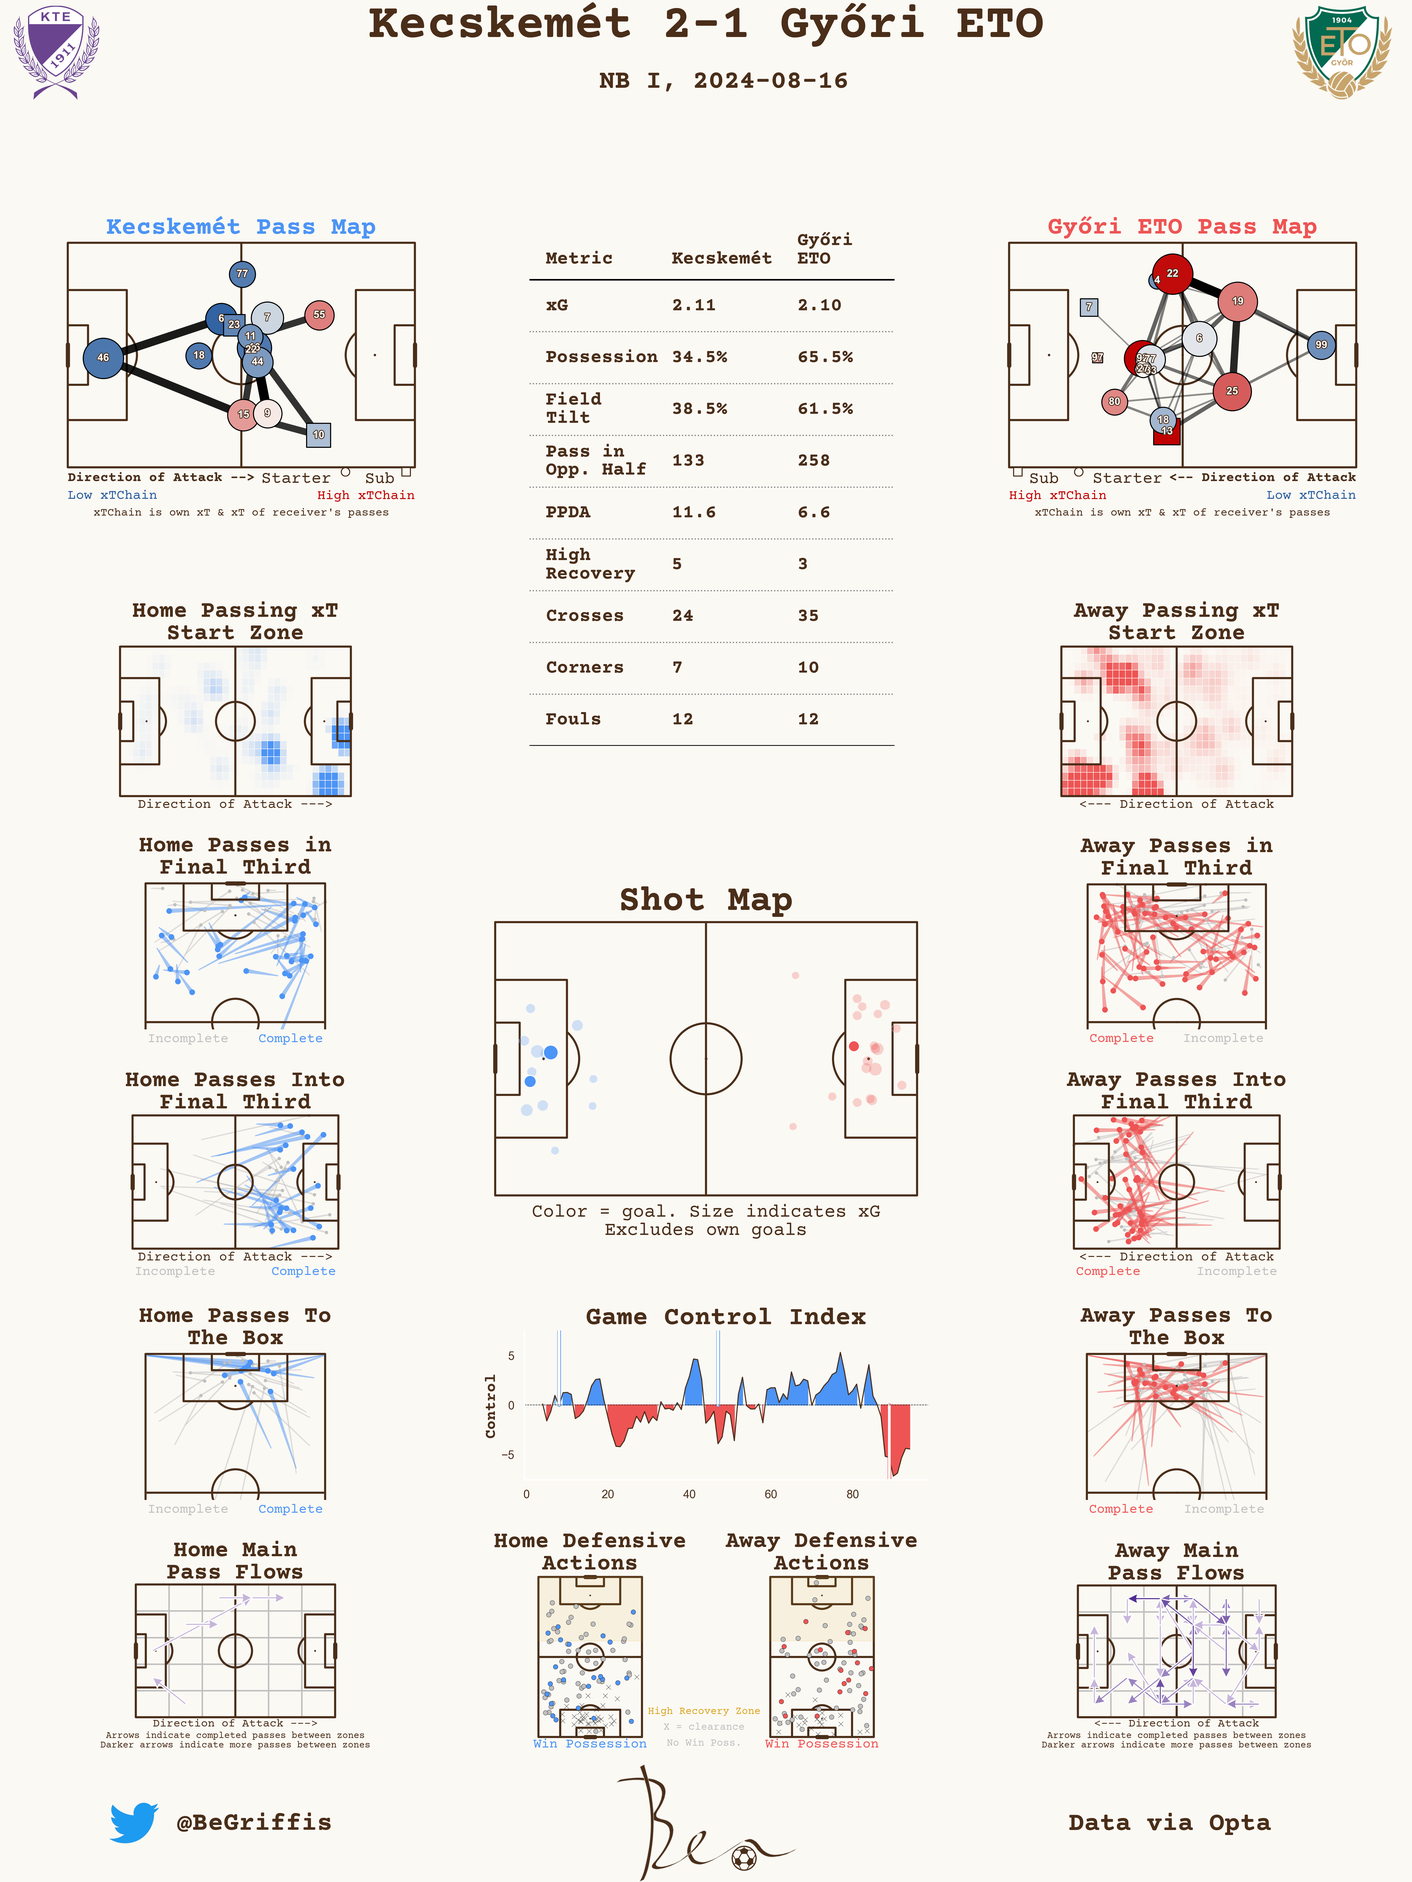 Kecskemét 2-1 Győri ETO
NB I, 2024-08-16
KTE
1911
1904
ETO
GYŐR
Kecskemét Pass Map
77
6
23
7
55
11
22
46
18
44
15
9
10
Direction of Attack --> Starter Sub
Low xTChain High xTChain
xTChain is own xT & xT of receiver's passes
Metric Kecskemét Győri ETO
xG 2.11 2.10
Possession 34.5% 65.5%
Field Tilt 38.5% 61.5%
Pass in Opp. Half 133 258
PPDA 11.6 6.6
High Recovery 5 3
Crosses 24 35
Corners 7 10
Fouls 12 12
Győri ETO Pass Map
4
22
7
19
6
99
97
77
80
25
18
13
Sub Starter <-- Direction of Attack
High xTChain Low xTChain
xTChain is own xT & xT of receiver's passes
Home Passing xT
Start Zone
Direction of Attack --->
Away Passing xT
Start Zone
<--- Direction of Attack
Home Passes in
Final Third
Incomplete Complete
Away Passes in
Final Third
Complete Incomplete
Shot Map
Color = goal. Size indicates xG
Excludes own goals
Home Passes Into
Final Third
Direction of Attack --->
Incomplete Complete
Away Passes Into
Final Third
<--- Direction of Attack
Complete Incomplete
Home Passes To
The Box
Incomplete Complete
Game Control Index
Control
5
0
−5
0 20 40 60 80
Away Passes To
The Box
Complete Incomplete
Home Main
Pass Flows
Direction of Attack --->
Arrows indicate completed passes between zones
Darker arrows indicate more passes between zones
Home Defensive
Actions
Win Possession
Away Defensive
Actions
Win Possession
High Recovery Zone
X = clearance
No Win Poss.
Away Main
Pass Flows
<--- Direction of Attack
Arrows indicate completed passes between zones
Darker arrows indicate more passes between zones
@BeGriffis
Data via Opta